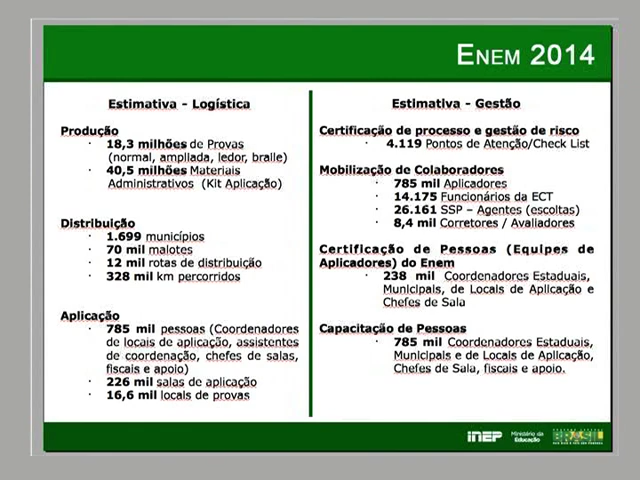 ENEM 2014
Estimativa - Logística
Produção
· 18,3 milhões de Provas
(normal, ampliada, ledor, braile)
· 40,5 milhões Materiais
Administrativos (Kit Aplicação)
Distribuição
· 1.699 municípios
· 70 mil malotes
· 12 mil rotas de distribuição
· 328 mil km percorridos
Aplicação
· 785 mil pessoas (Coordenadores
de locais de aplicação, assistentes
de coordenação, chefes de salas,
fiscais e apoio)
· 226 mil salas de aplicação
· 16,6 mil locais de provas
Estimativa - Gestão
Certificação de processo e gestão de risco
· 4.119 Pontos de Atenção/Check List
Mobilização de Colaboradores
· 785 mil Aplicadores
· 14.175 Funcionários da ECT
· 26.161 SSP – Agentes (escoltas)
· 8,4 mil Corretores / Avaliadores
Certificação de Pessoas (Equipes de
Aplicadores) do Enem
· 238 mil Coordenadores Estaduais,
Municipais, de Locais de Aplicação e
Chefes de Sala
Capacitação de Pessoas
· 785 mil Coordenadores Estaduais,
Municipais e de Locais de Aplicação,
Chefes de Sala, fiscais e apoio.
INEP
Ministério da
Educação
BRASIL